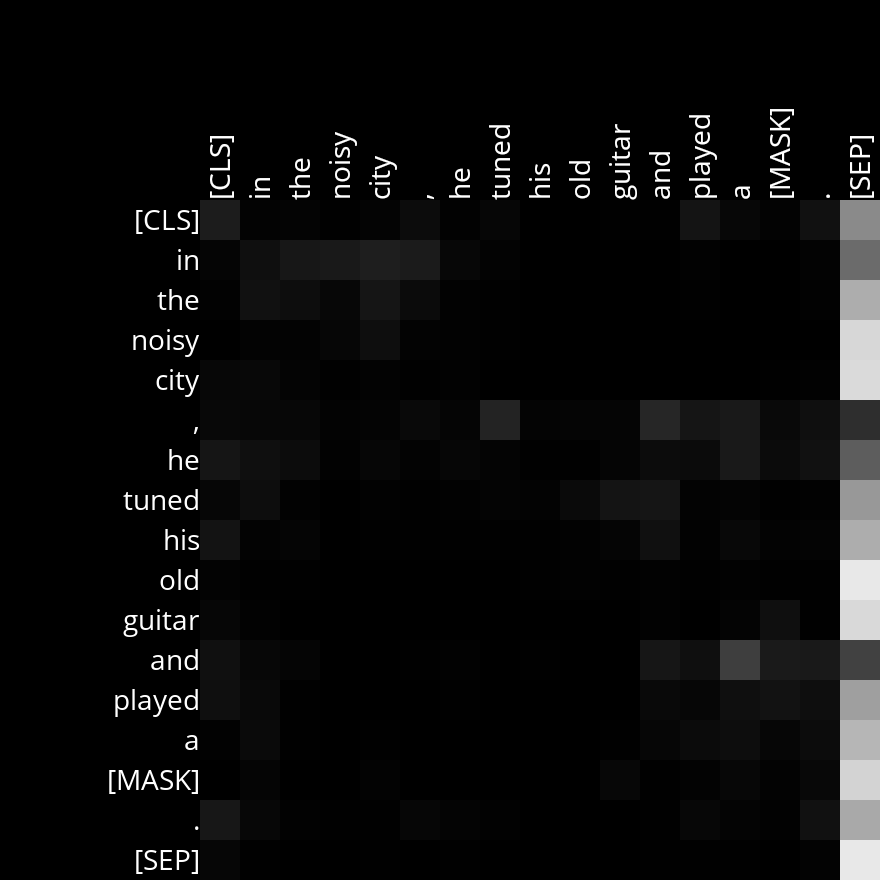 [CLS] in the noisy city , he tuned his old guitar and played a [MASK] . [SEP]
[CLS]
in
the
noisy
city
,
he
tuned
his
old
guitar
and
played
a
[MASK]
.
[SEP]